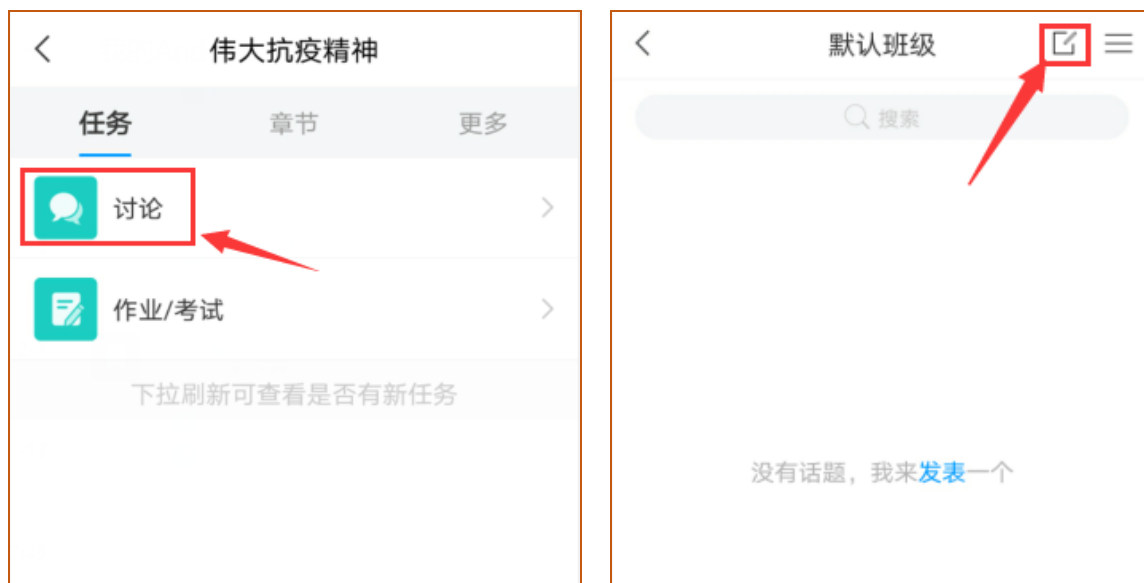 伟大抗疫精神
任务 章节 更多
讨论
作业/考试
下拉刷新可查看是否有新任务
默认班级
搜索
没有话题，我来发表一个